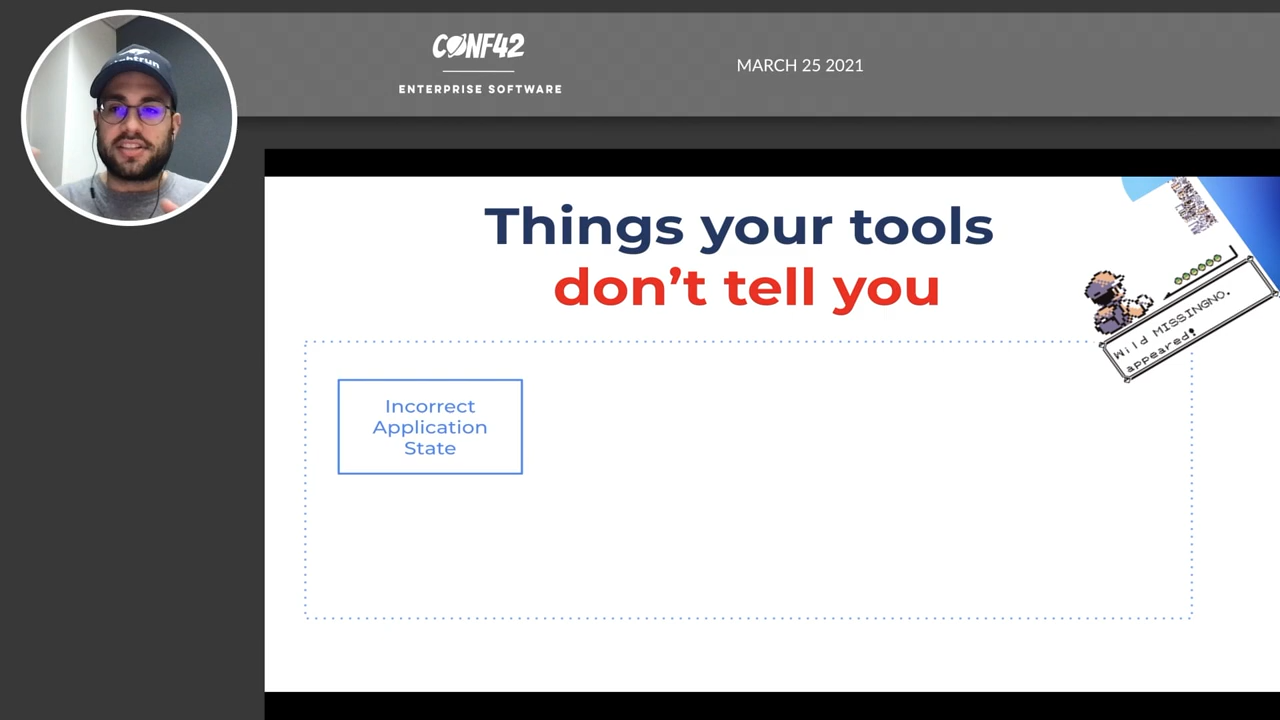 CONF42
ENTERPRISE SOFTWARE
MARCH 25 2021
Things your tools
don’t tell you
Wild MISSINGNO.
appeared!
Incorrect
Application
State